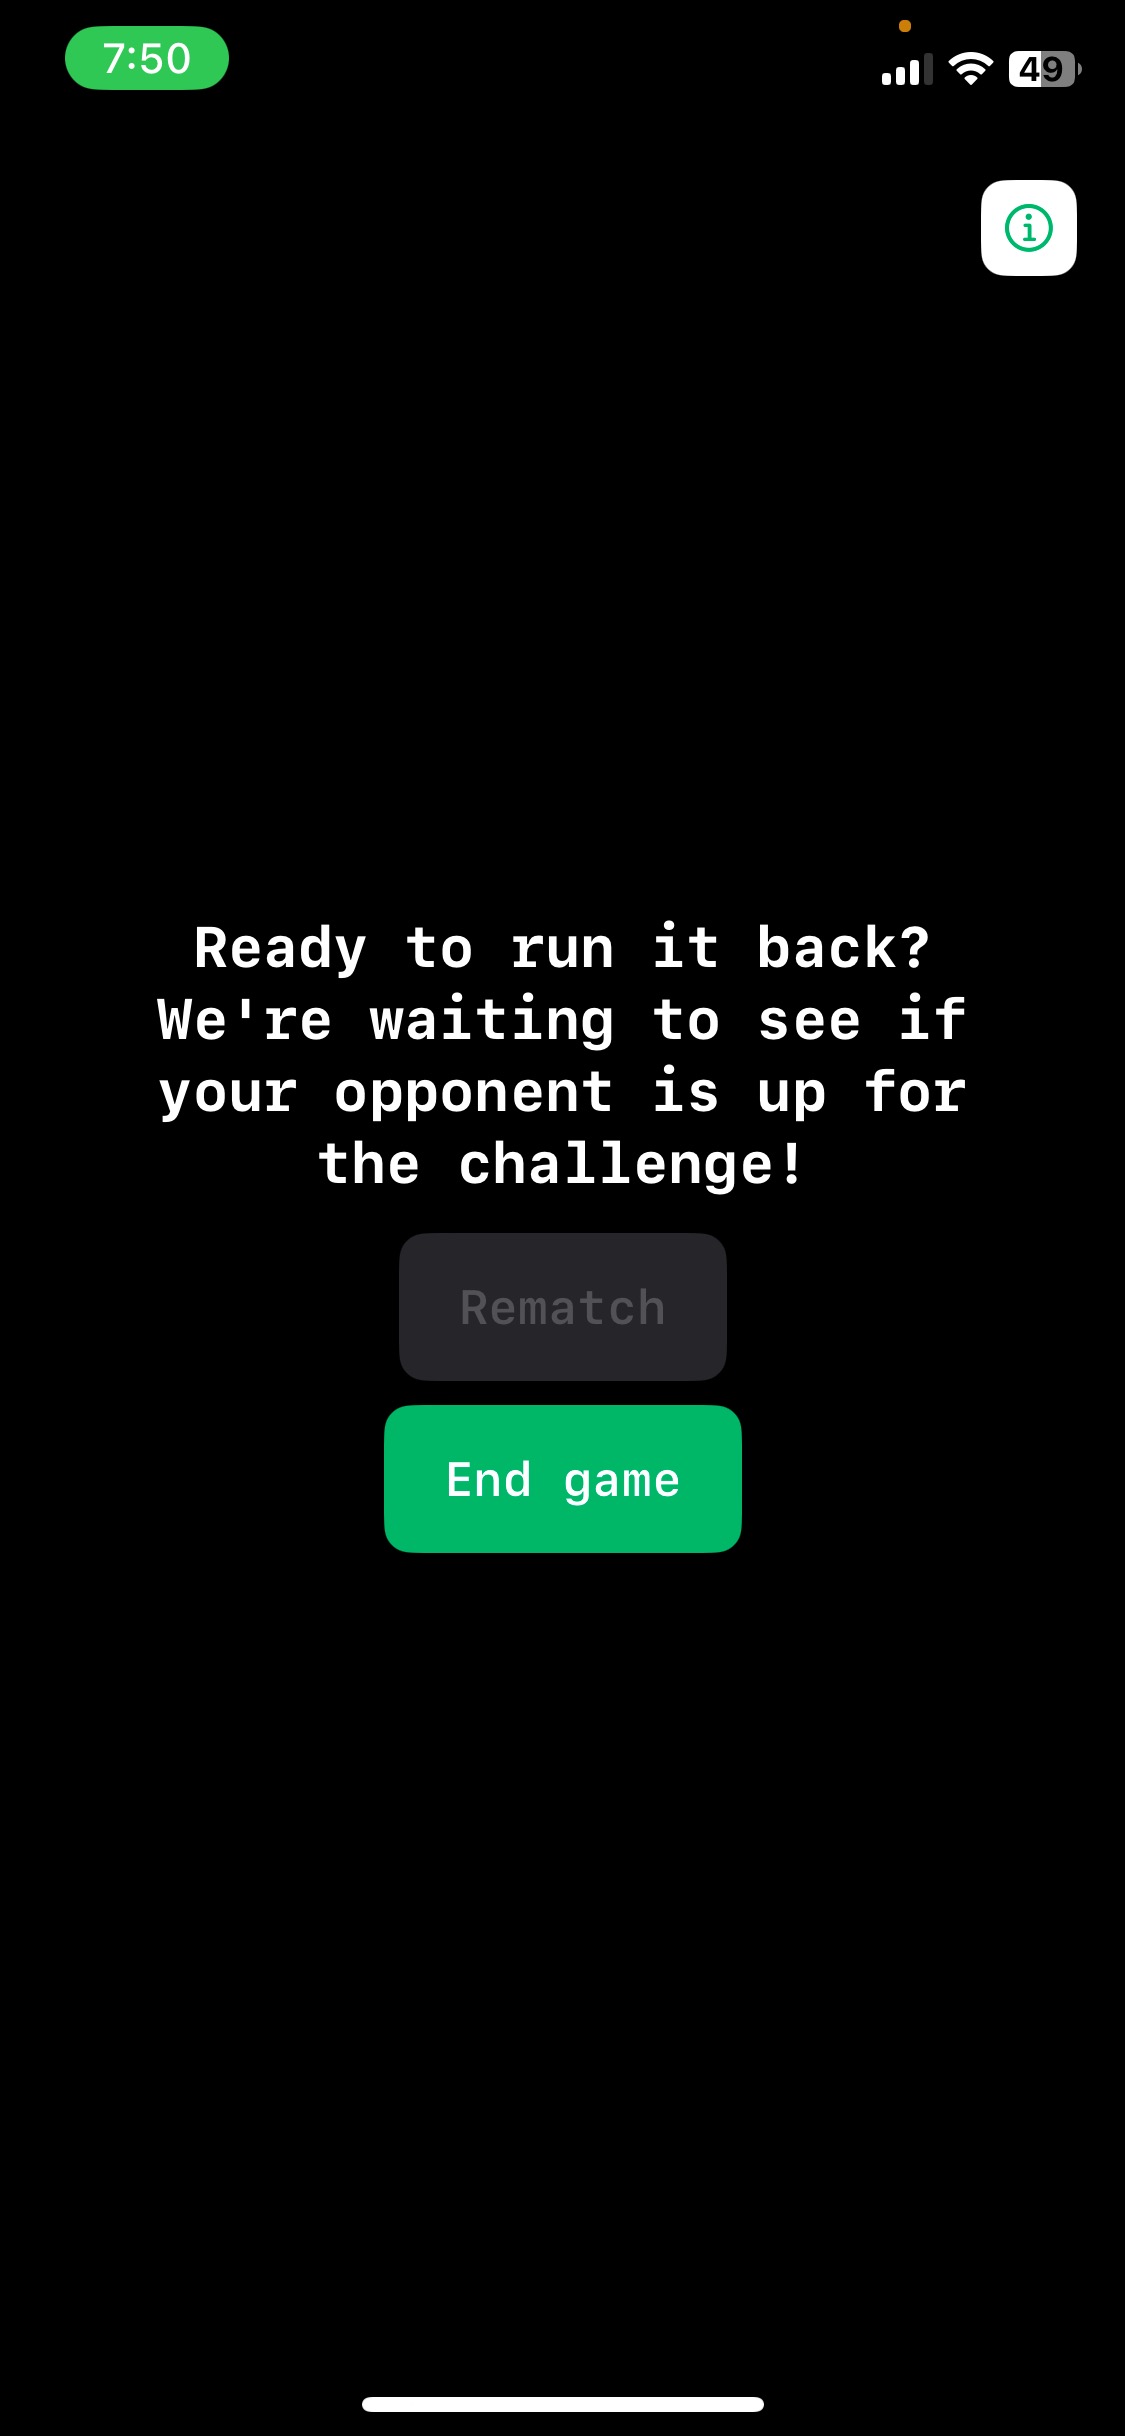 7:50
49
Ready to run it back?
We're waiting to see if
your opponent is up for
the challenge!
Rematch
End game